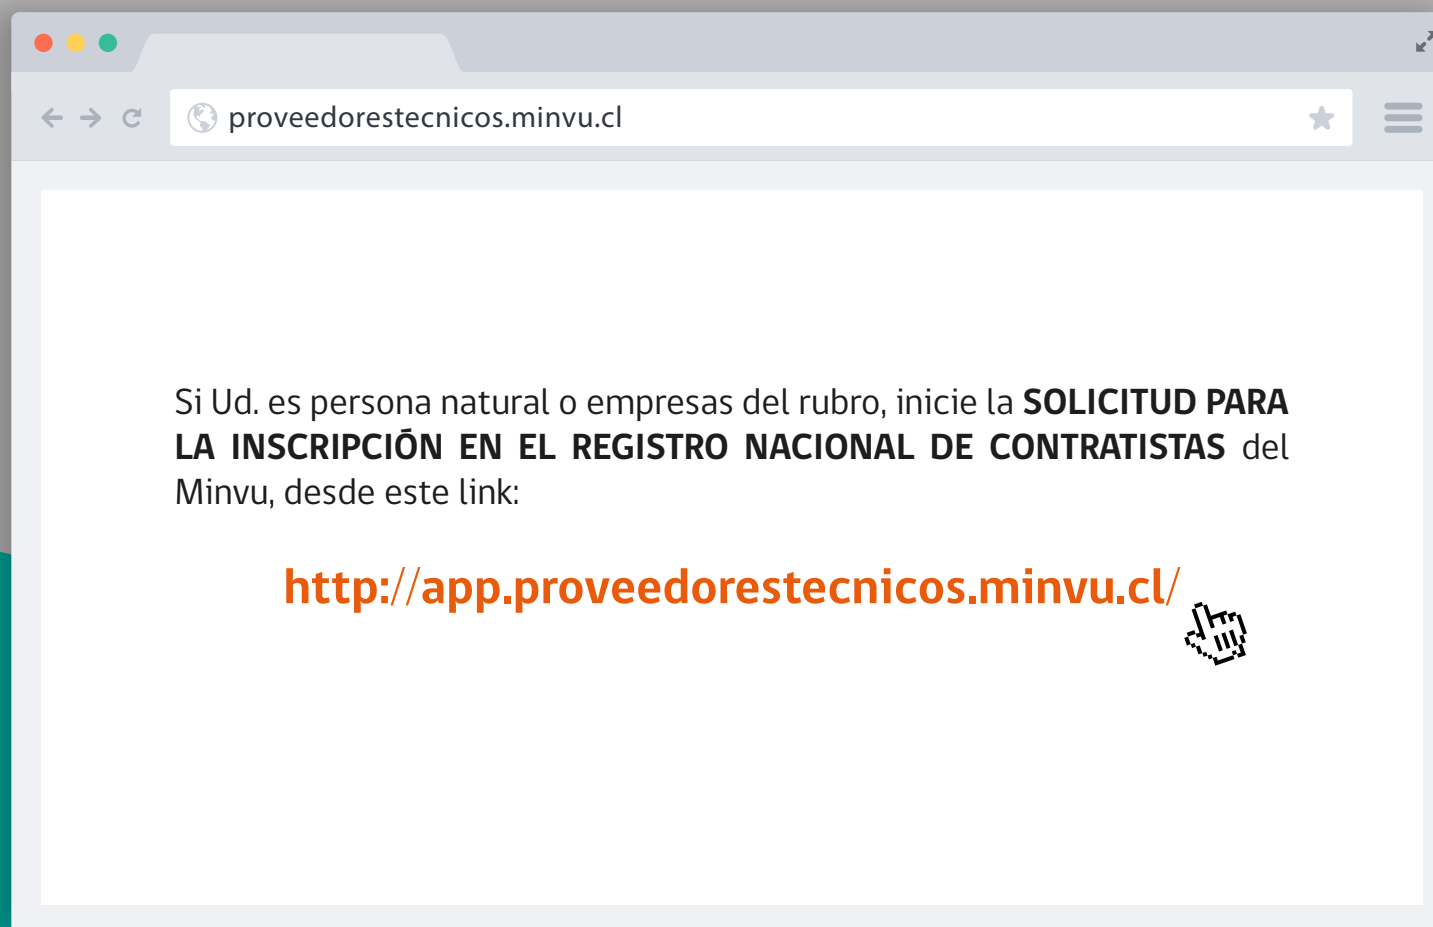 proveedorestecnicos.minvu.cl
Si Ud. es persona natural o empresas del rubro, inicie la SOLICITUD PARA
LA INSCRIPCIÓN EN EL REGISTRO NACIONAL DE CONTRATISTAS del
Minvu, desde este link:
http://app.proveedorestecnicos.minvu.cl/